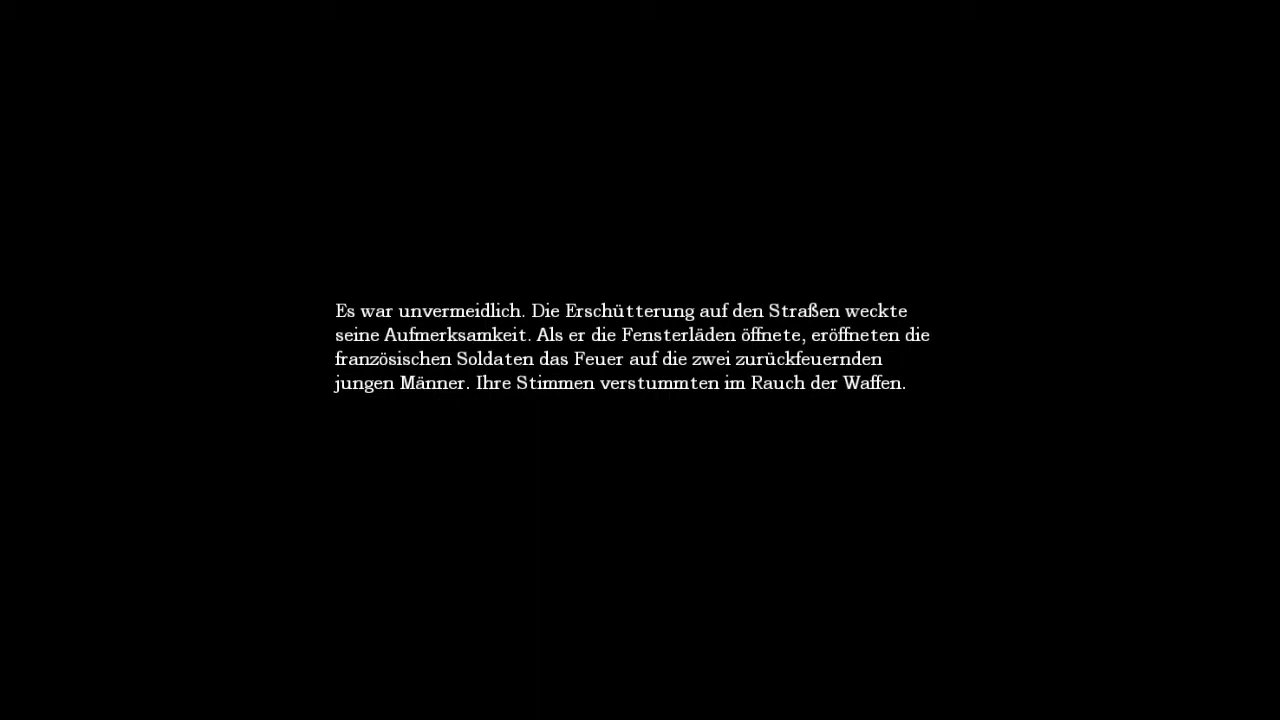 Es war unvermeidlich. Die Erschütterung auf den Straßen weckte
seine Aufmerksamkeit. Als er die Fensterläden öffnete, eröffneten die
französischen Soldaten das Feuer auf die zwei zurückfeuernden
jungen Männer. Ihre Stimmen verstummten im Rauch der Waffen.